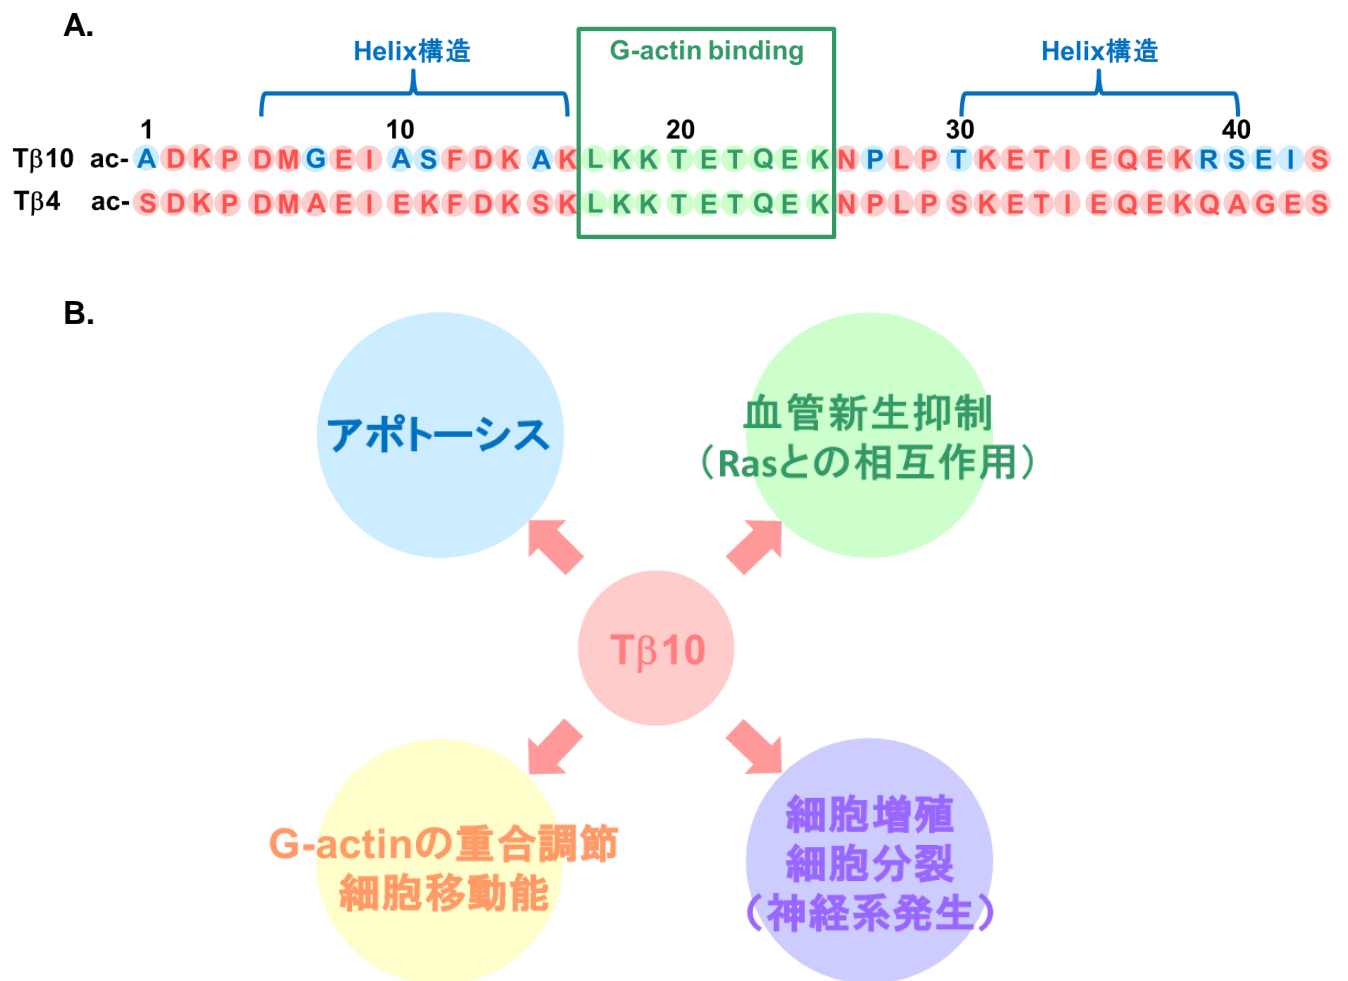 A.
Helix構造 G-actin binding Helix構造
1 10 20 30 40
Tβ10 ac-ADKPDMGEIASFDKAKLKKTETQEKNPLPTKETIEQEKRSEIS
Tβ4 ac-SDKPDMAEIEKFDKSKLKKTETQEKNPLPSKETIEQEKQAGES
B.
アポトーシス
血管新生抑制
（Rasとの相互作用）
Tβ10
G-actinの重合調節
細胞移動能
細胞増殖
細胞分裂
（神経系発生）